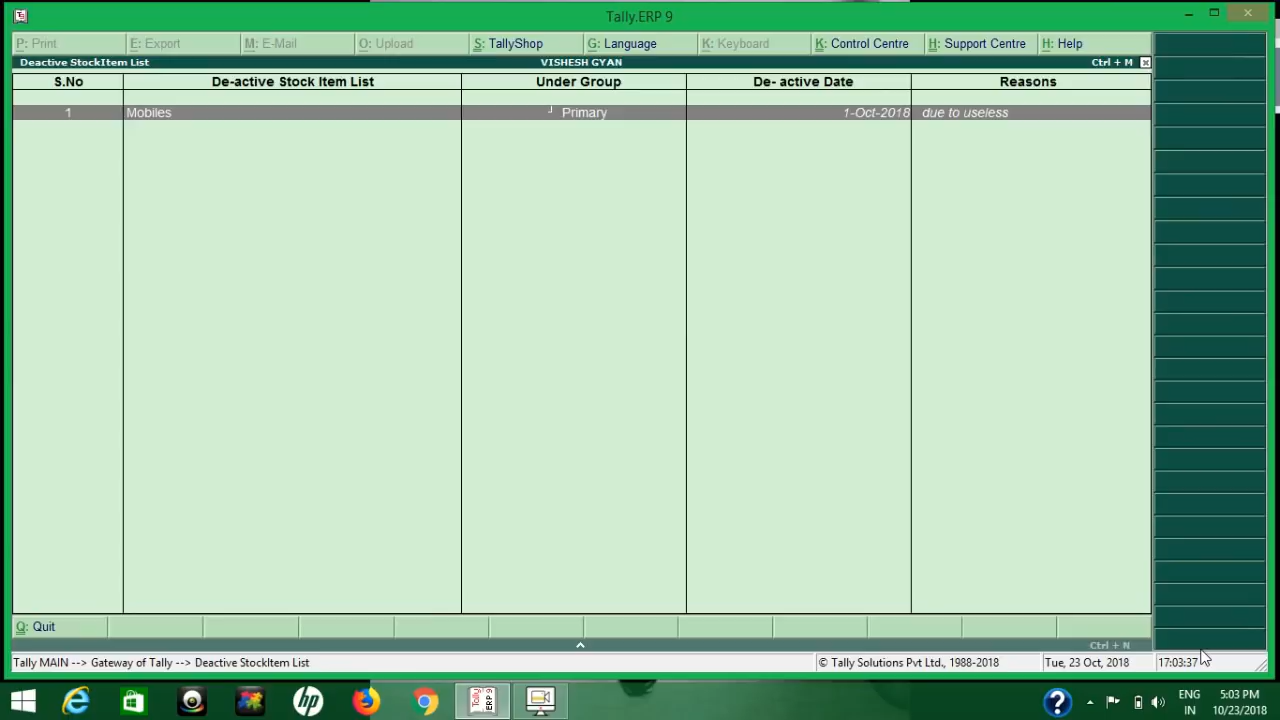 Tally.ERP 9
P: Print E: Export M: E-Mail O: Upload S: TallyShop G: Language K: Keyboard K: Control Centre H: Support Centre H: Help
Deactive StockItem List VISHESH GYAN Ctrl + M
S.No De-active Stock Item List Under Group De- active Date Reasons
1 Mobiles ┘ Primary 1-Oct-2018 due to useless
Q: Quit
Ctrl + N
Tally MAIN --> Gateway of Tally --> Deactive StockItem List © Tally Solutions Pvt Ltd., 1988-2018 Tue, 23 Oct, 2018 17:03:37
ENG 5:03 PM
IN 10/23/2018